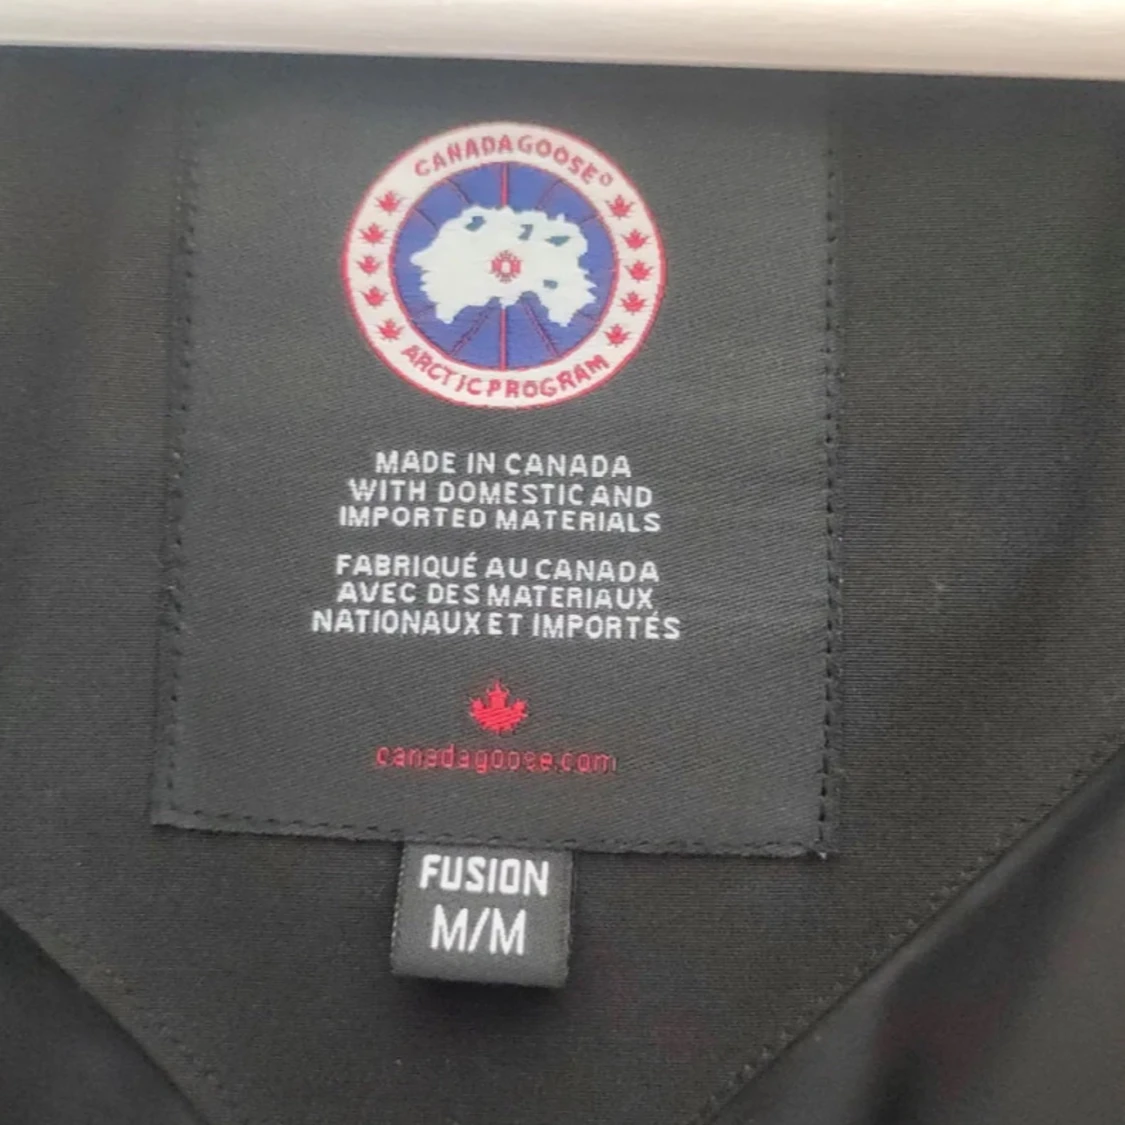 CANADA GOOSE®
ARCTIC PROGRAM
MADE IN CANADA
WITH DOMESTIC AND
IMPORTED MATERIALS
FABRIQUÉ AU CANADA
AVEC DES MATERIAUX
NATIONAUX ET IMPORTÉS
canadagoose.com
FUSION
M/M